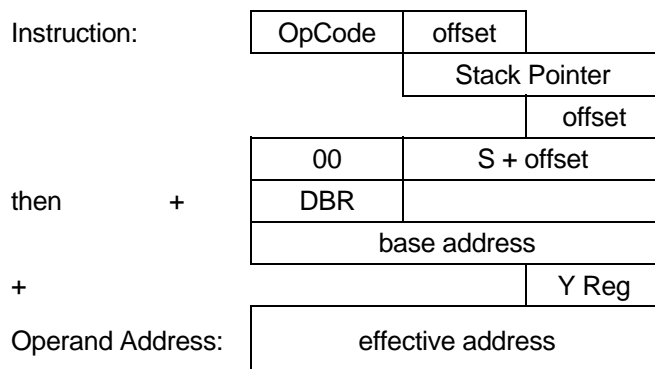 Instruction: OpCode offset
Stack Pointer
offset
00 S + offset
then + DBR
base address
+ Y Reg
Operand Address: effective address